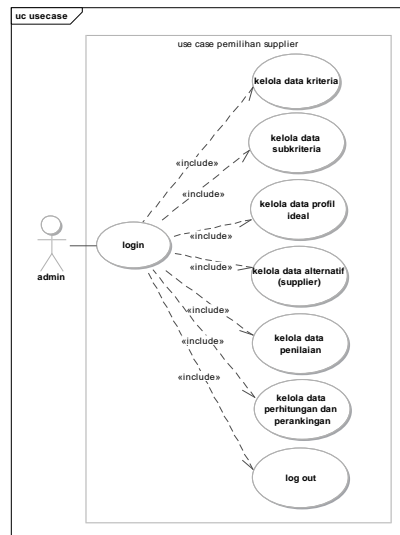 uc usecase
use case pemilihan supplier
kelola data kriteria
kelola data
subkriteria
«include»
«include»
kelola data profil
ideal
«include»
admin
login
«include»
kelola data alternatif
(supplier)
«include»
kelola data
penilaian
«include»
kelola data
perhitungan dan
perankingan
«include»
log out